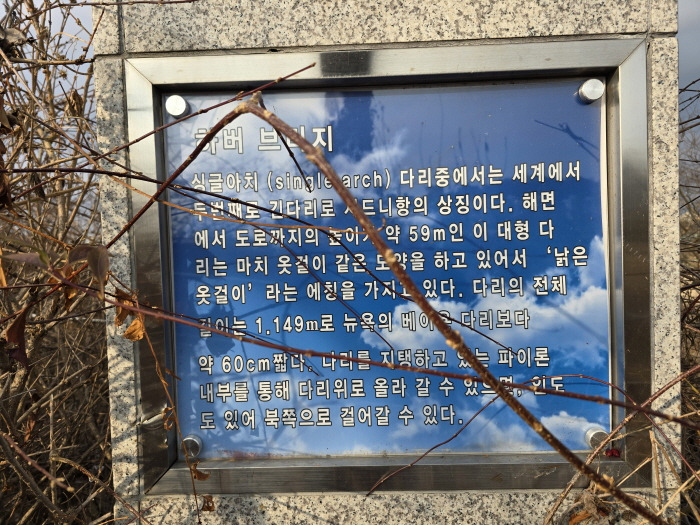 하버 브리지
싱글아치 (single arch) 다리중에서는 세계에서
두번째로 긴다리로 시드니항의 상징이다. 해면
에서 도로까지의 높이가 약 59m인 이 대형 다
리는 마치 옷걸이 같은 모양을 하고 있어서 '낡은
옷걸이' 라는 애칭을 가지고 있다. 다리의 전체
길이는 1,149m로 뉴욕의 베이욘 다리보다
약 60cm짧다. 다리를 지택하고 있는 파이론
내부를 통해 다리위로 올라 갈 수 있으며, 인도
도 있어 북쪽으로 걸어갈 수 있다.